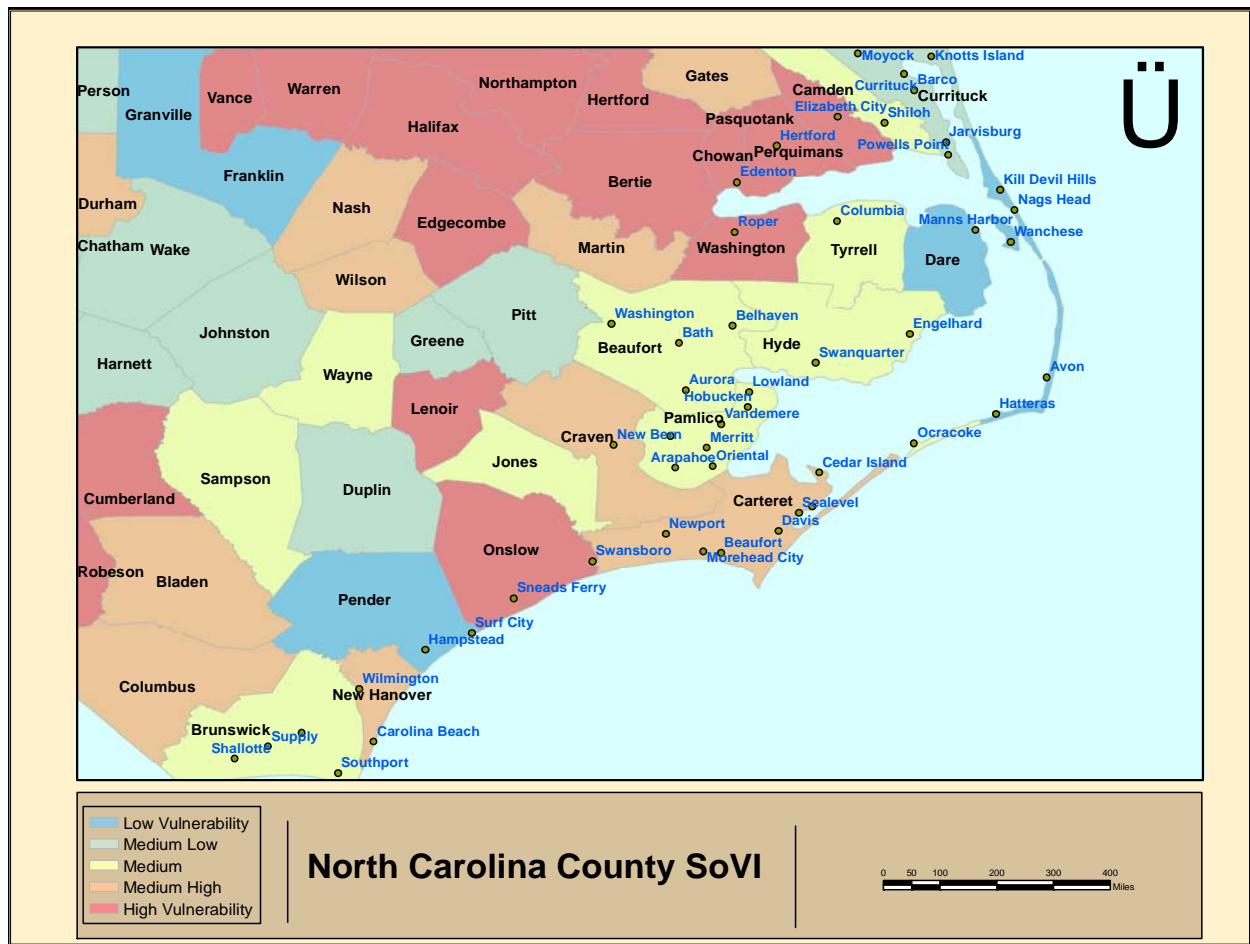 Moyock
Knotts Island
Person
Granville
Vance
Warren
Northampton
Hertford
Gates
Camden
Currituck
Barco
Currituck
Ü
Halifax
Pasquotank
Elizabeth City
Shiloh
Franklin
Chowan
Hertford
Perquimans
Powells Point
Jarvisburg
Durham
Nash
Edgecombe
Bertie
Edenton
Kill Devil Hills
Nags Head
Chatham
Wake
Martin
Roper
Washington
Columbia
Tyrrell
Manns Harbor
Wanchese
Dare
Wilson
Johnston
Greene
Pitt
Washington
Bath
Beaufort
Belhaven
Hyde
Engelhard
Swanquarter
Harnett
Wayne
Lenoir
Aurora
Lowland
Hobucken
Avon
Pamlico
Vandemere
Hatteras
Craven
New Bern
Merritt
Ocracoke
Jones
Arapahoe
Oriental
Cedar Island
Sampson
Duplin
Cumberland
Carteret
Sealevel
Davis
Newport
Onslow
Swansboro
Beaufort
Morehead City
Robeson
Bladen
Pender
Sneads Ferry
Surf City
Hampstead
Columbus
Wilmington
New Hanover
Brunswick
Supply
Shallotte
Carolina Beach
Southport
Low Vulnerability
Medium Low
Medium
Medium High
High Vulnerability
North Carolina County SoVI
0 50 100 200 300 400
Miles